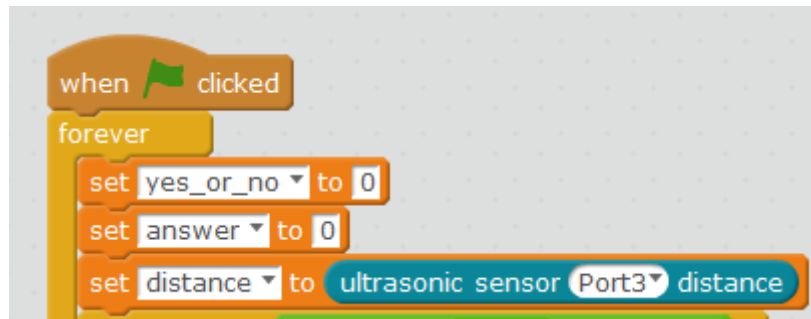 when clicked
forever
set yes_or_no to 0
set answer to 0
set distance to ultrasonic sensor Port3 distance